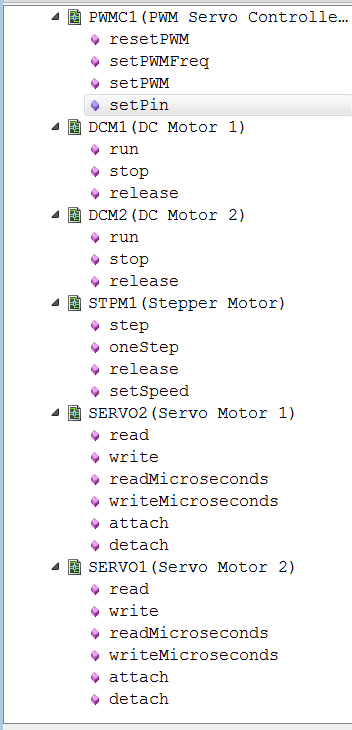 PWMC1(PWM Servo Controlle…
resetPWM
setPWMFreq
setPWM
setPin
DCM1(DC Motor 1)
run
stop
release
DCM2(DC Motor 2)
run
stop
release
STPM1(Stepper Motor)
step
oneStep
release
setSpeed
SERVO2(Servo Motor 1)
read
write
readMicroseconds
writeMicroseconds
attach
detach
SERVO1(Servo Motor 2)
read
write
readMicroseconds
writeMicroseconds
attach
detach